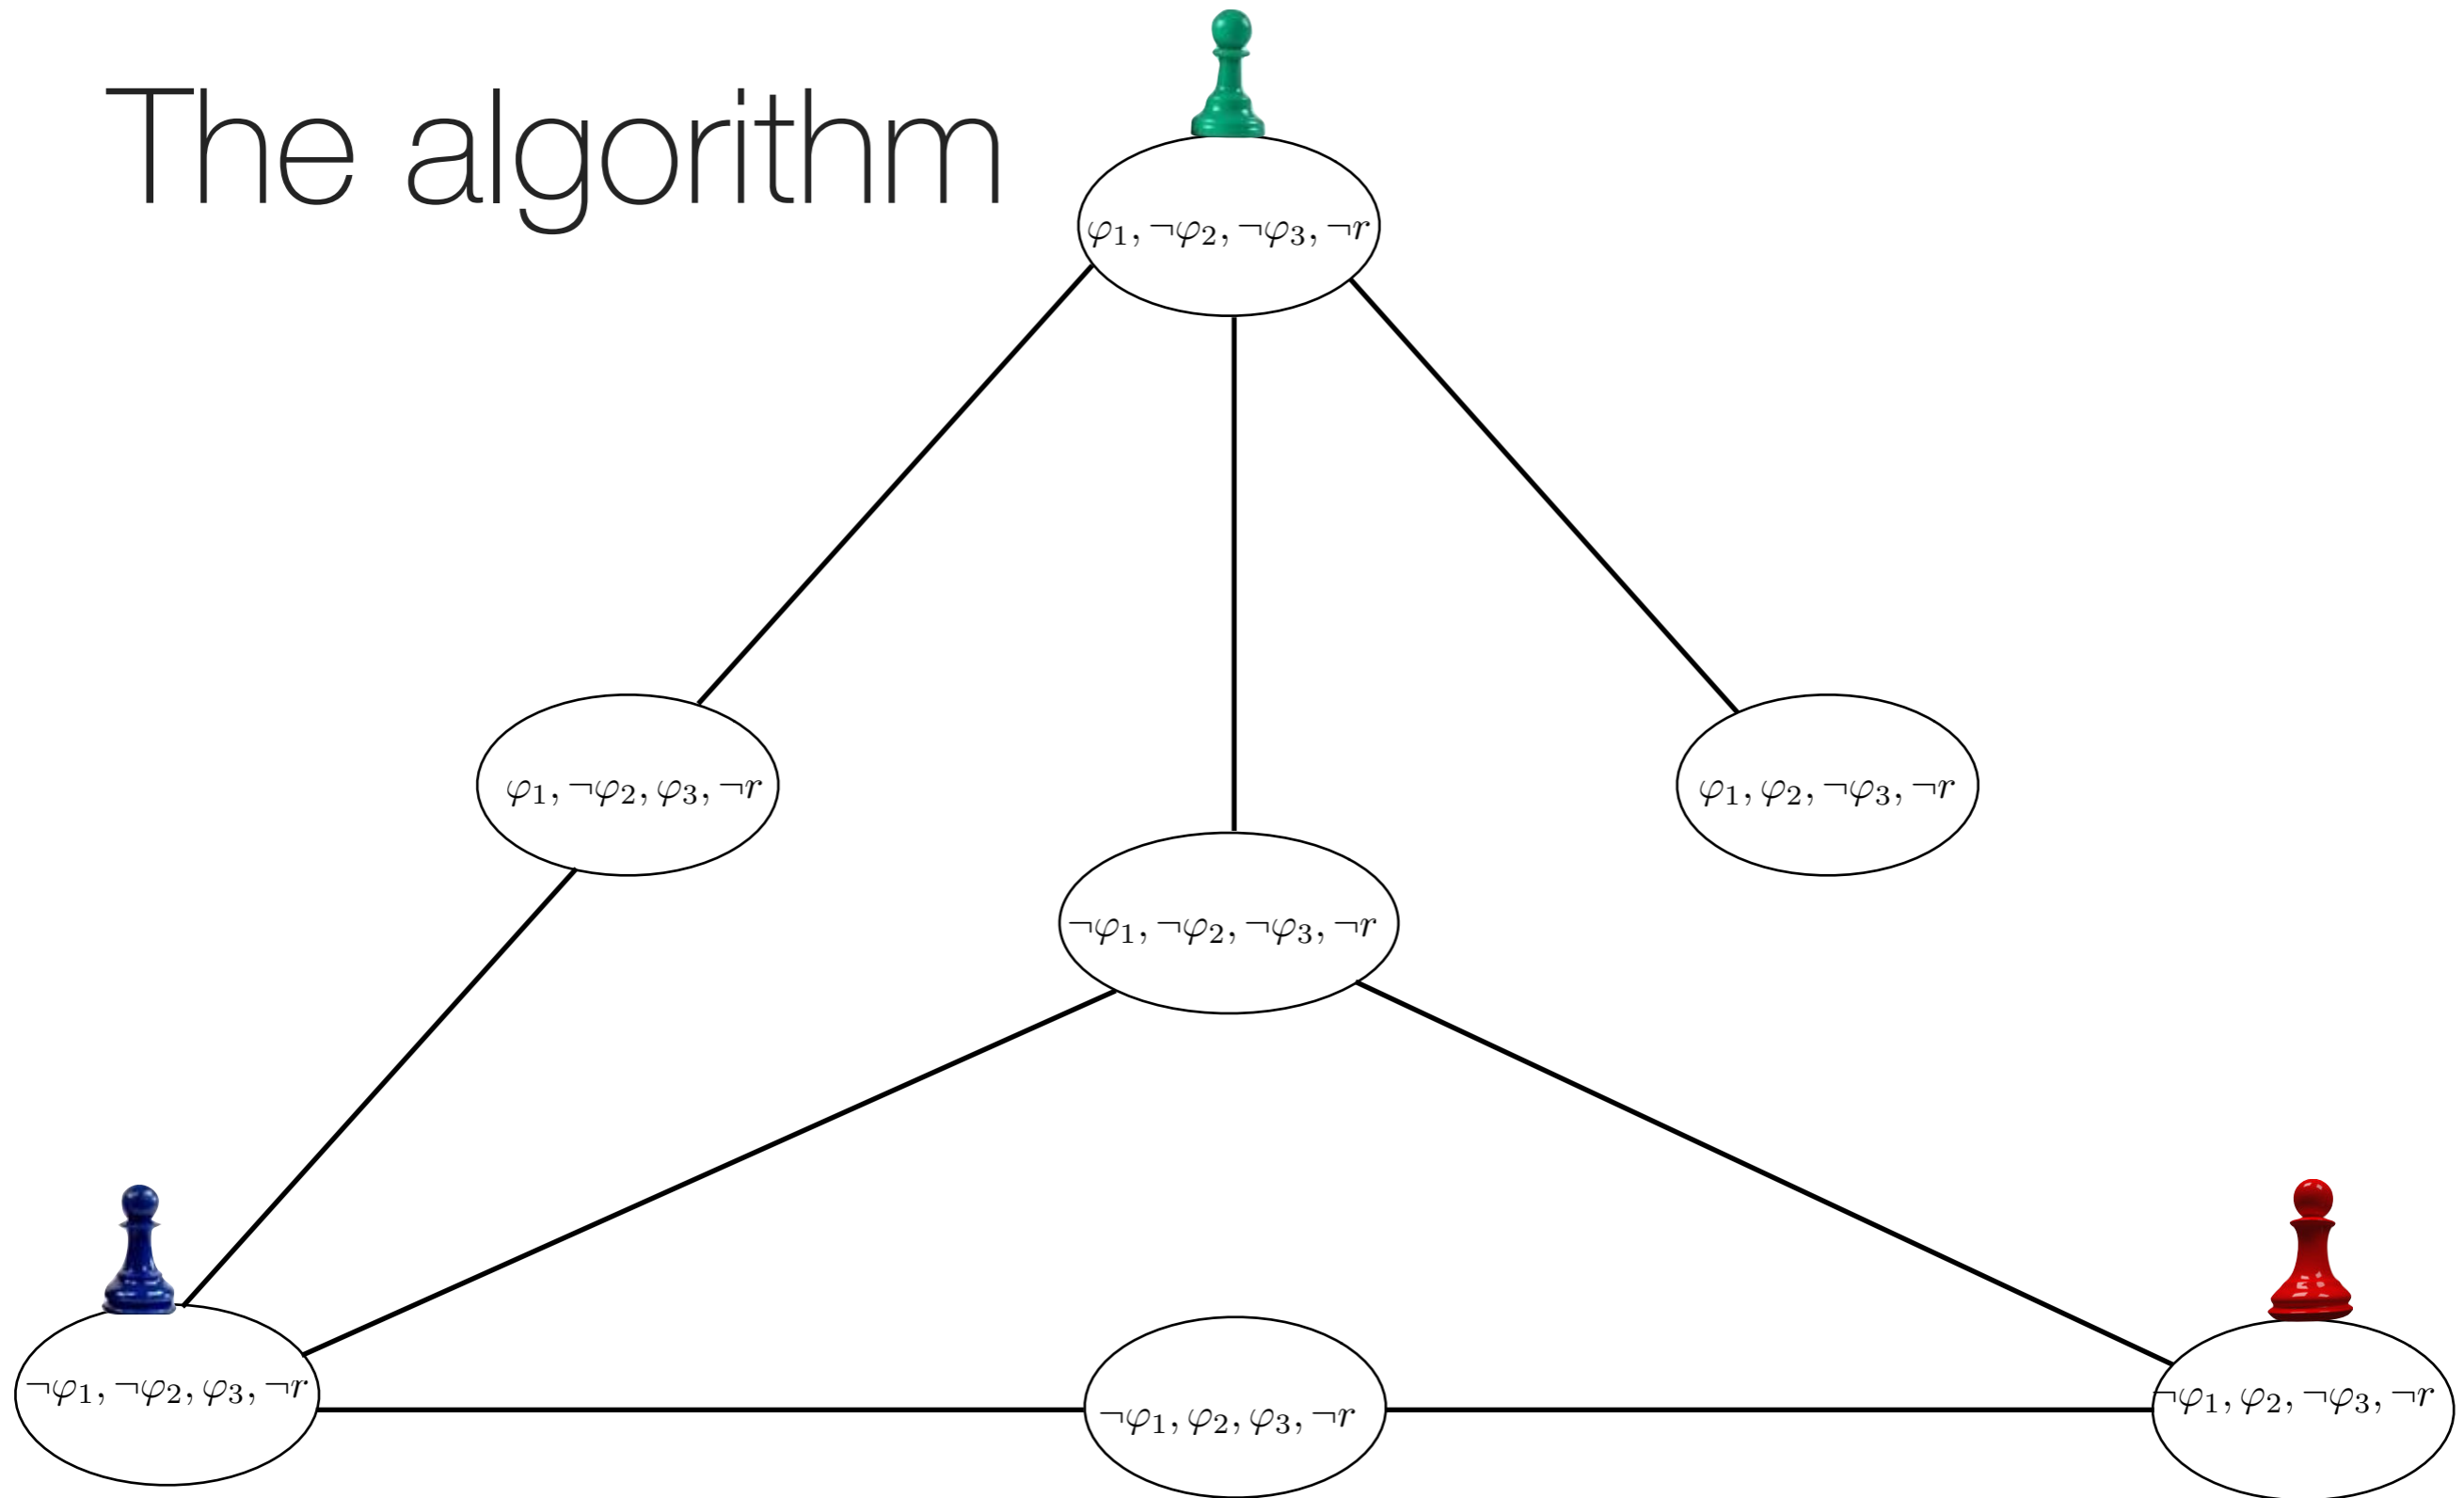 The algorithm
φ₁, ¬φ₂, ¬φ₃, ¬r
φ₁, ¬φ₂, φ₃, ¬r
φ₁, φ₂, ¬φ₃, ¬r
¬φ₁, ¬φ₂, ¬φ₃, ¬r
¬φ₁, ¬φ₂, φ₃, ¬r
¬φ₁, φ₂, φ₃, ¬r
¬φ₁, φ₂, ¬φ₃, ¬r